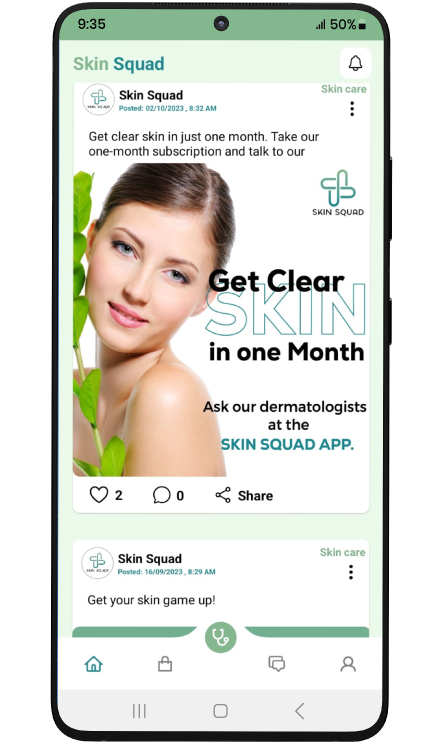 9:35
50%
Skin Squad
Skin care
Skin Squad
Posted: 02/10/2023 , 8:32 AM
Get clear skin in just one month. Take our
one-month subscription and talk to our
SKIN SQUAD
Get Clear
SKIN
in one Month
Ask our dermatologists
at the
SKIN SQUAD APP.
2
0
Share
Skin care
Skin Squad
Posted: 16/09/2023 , 8:29 AM
Get your skin game up!